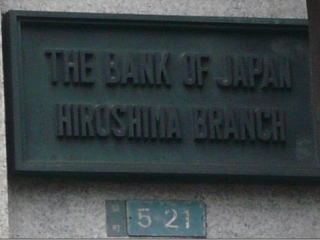 THE BANK OF JAPAN
HIROSHIMA BRANCH
5 21